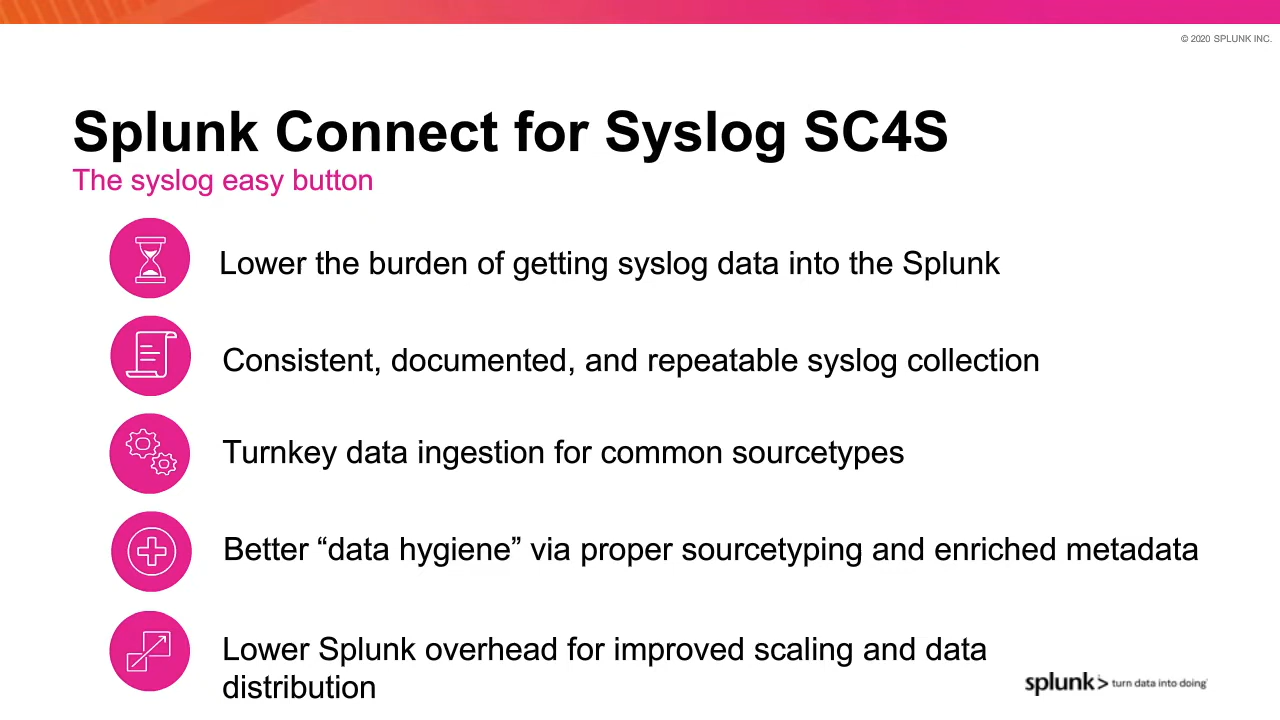 © 2020 SPLUNK INC.
Splunk Connect for Syslog SC4S
The syslog easy button
Lower the burden of getting syslog data into the Splunk
Consistent, documented, and repeatable syslog collection
Turnkey data ingestion for common sourcetypes
Better “data hygiene” via proper sourcetyping and enriched metadata
Lower Splunk overhead for improved scaling and data
distribution
splunk> turn data into doing